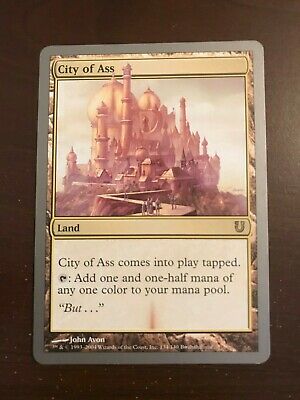 City of Ass
Land
City of Ass comes into play tapped.
: Add one and one-half mana of
any one color to your mana pool.
"But . . ."
John Avon
™ & © 1993-2004 Wizards of the Coast, Inc. 134/140